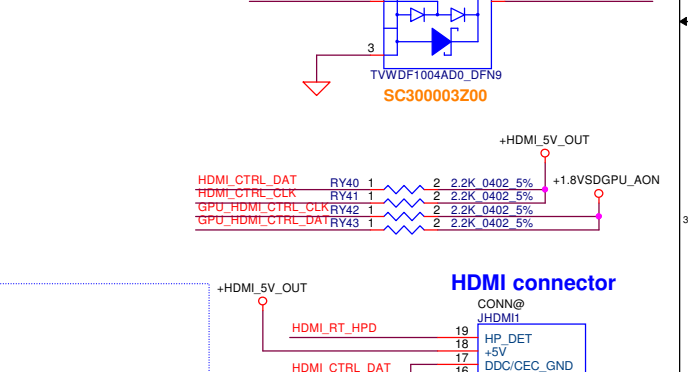 3
TVWDF1004AD0_DFN9
SC300003Z00
+HDMI_5V_OUT
+1.8VSDGPU_AON
HDMI_CTRL_DAT RY40 1 2 2.2K_0402_5%
HDMI_CTRL_CLK RY41 1 2 2.2K_0402_5%
GPU_HDMI_CTRL_CLK RY42 1 2 2.2K_0402_5%
GPU_HDMI_CTRL_DAT RY43 1 2 2.2K_0402_5%
3
HDMI connector
+HDMI_5V_OUT
CONN@
JHDMI1
HDMI_RT_HPD 19 HP_DET
18 +5V
17 DDC/CEC_GND
HDMI_CTRL_DAT 16